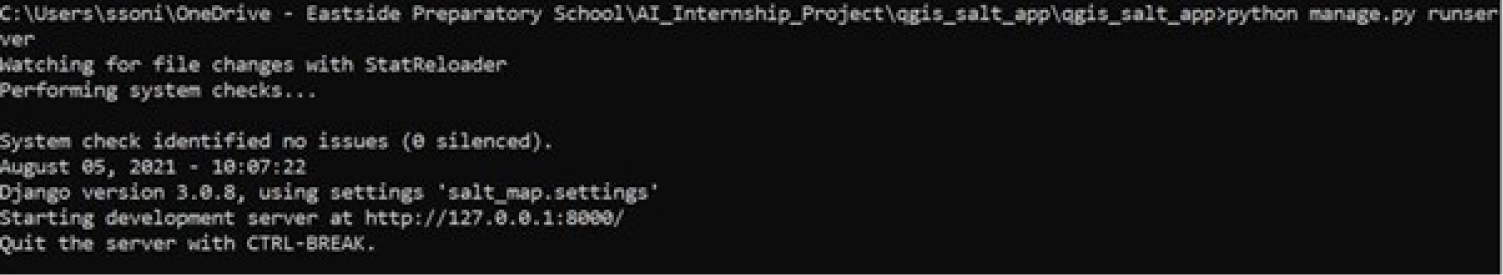 C:\Users\ssoni\OneDrive - Eastside Preparatory School\AI_Internship_Project\qgis_salt_app\qgis_salt_app>python manage.py runser
ver
Watching for file changes with StatReloader
Performing system checks...
System check identified no issues (0 silenced).
August 05, 2021 - 10:07:22
Django version 3.0.8, using settings 'salt_map.settings'
Starting development server at http://127.0.0.1:8000/
Quit the server with CTRL-BREAK.